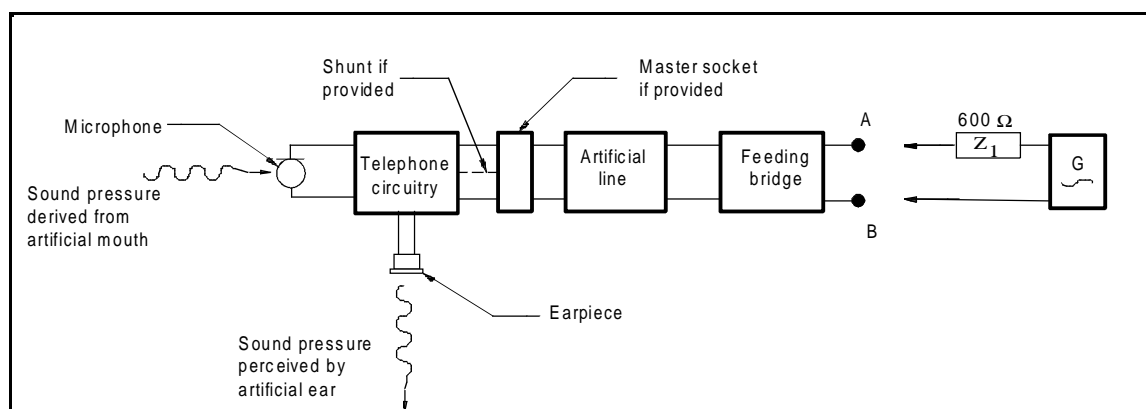 Shunt if
provided
Master socket
if provided
Microphone
A
600 Ω
Z1
G
Telephone
circuitry
Artificial
line
Feeding
bridge
Sound pressure
derived from
artificial mouth
B
Earpiece
Sound pressure
perceived by
artificial ear